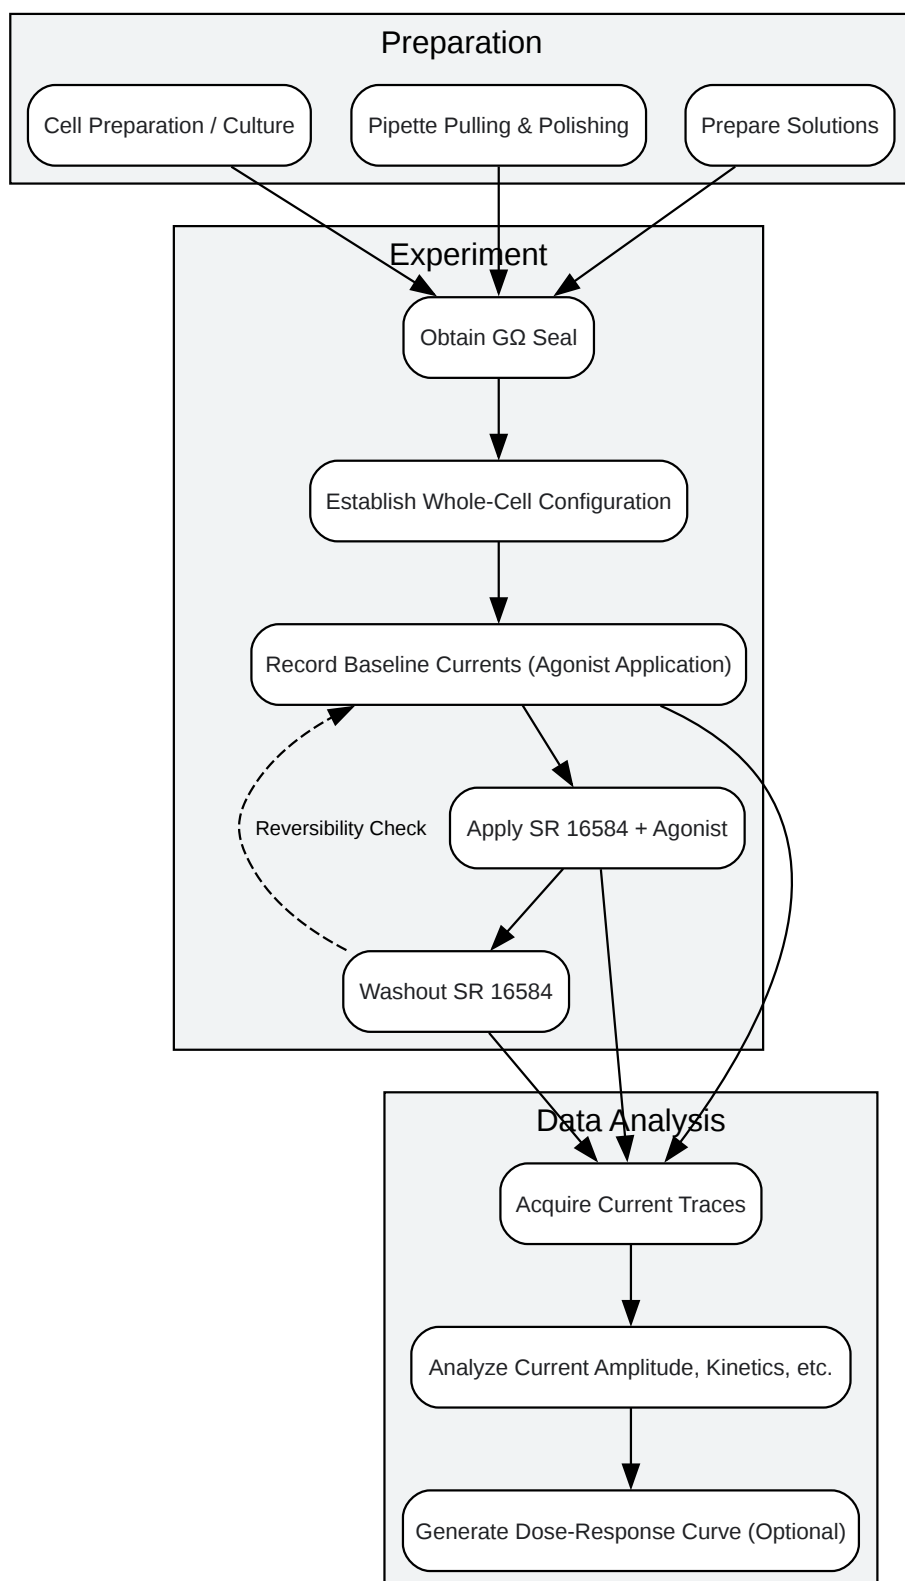 Preparation
Cell Preparation / Culture
Pipette Pulling & Polishing
Prepare Solutions
Experiment
Obtain GΩ Seal
Establish Whole-Cell Configuration
Record Baseline Currents (Agonist Application)
Reversibility Check
Apply SR 16584 + Agonist
Washout SR 16584
Data Analysis
Acquire Current Traces
Analyze Current Amplitude, Kinetics, etc.
Generate Dose-Response Curve (Optional)